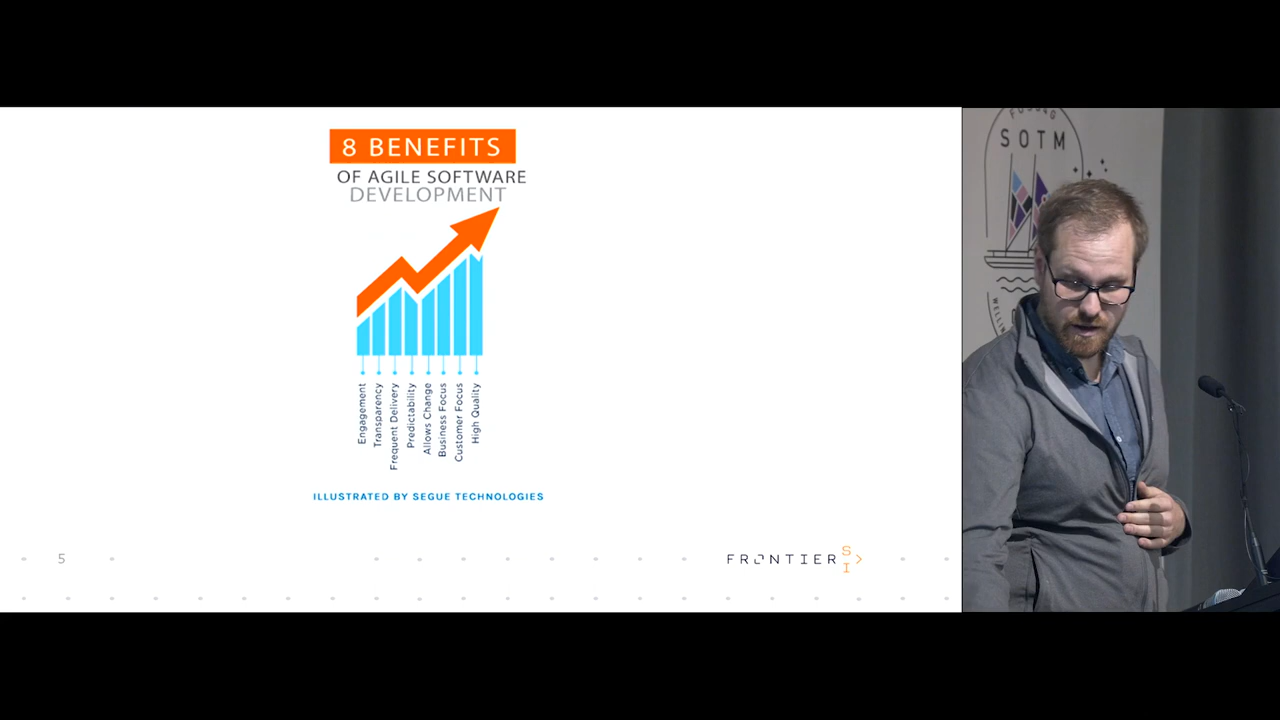 8 BENEFITS
OF AGILE SOFTWARE
DEVELOPMENT
Engagement
Transparency
Frequent Delivery
Predictability
Allows Change
Business Focus
Customer Focus
High Quality
ILLUSTRATED BY SEGUE TECHNOLOGIES
5
FRONTIER SI
SOTM